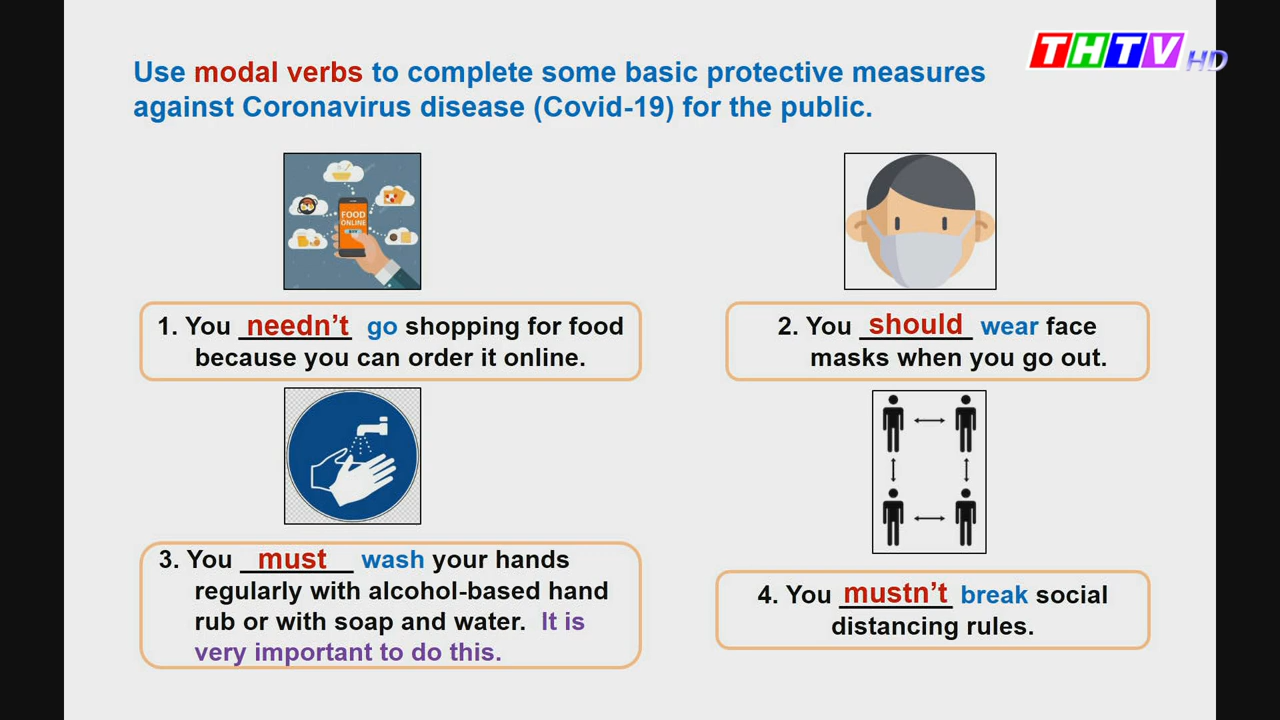 THTV HD
Use modal verbs to complete some basic protective measures
against Coronavirus disease (Covid-19) for the public.
FOOD
ONLINE
1. You needn't go shopping for food
because you can order it online.
2. You should wear face
masks when you go out.
3. You must wash your hands
regularly with alcohol-based hand
rub or with soap and water. It is
very important to do this.
4. You mustn't break social
distancing rules.